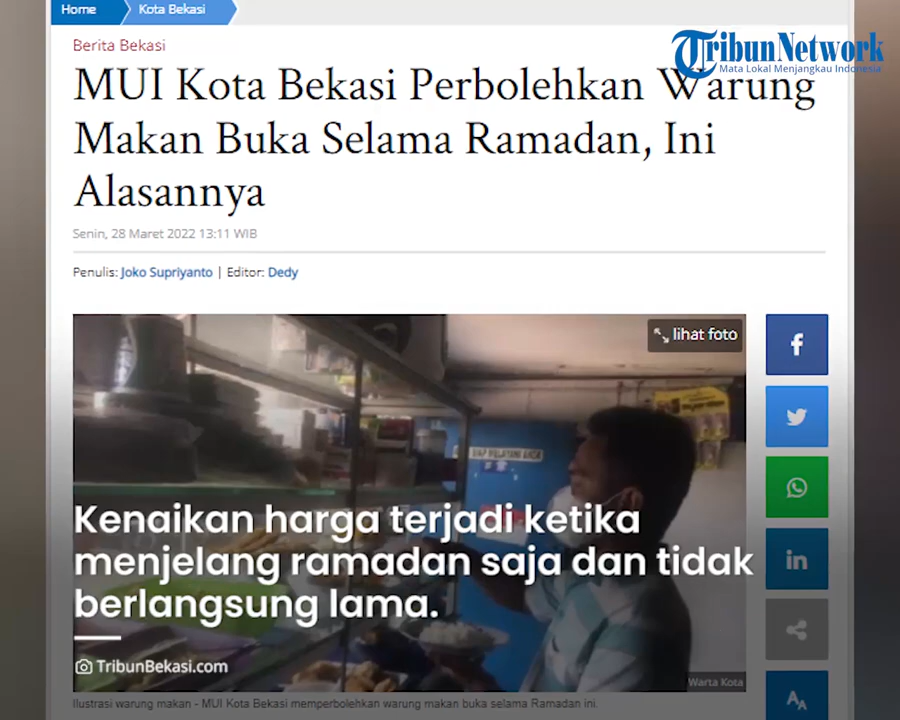 Home
Kota Bekasi
TribunNetwork
Mata Lokal Menjangkau Indonesia
Berita Bekasi
MUI Kota Bekasi Perbolehkan Warung
Makan Buka Selama Ramadan, Ini
Alasannya
Senin, 28 Maret 2022 13:11 WIB
Penulis: Joko Supriyanto | Editor: Dedy
lihat foto
SIAP MELAYANI ANDA
Kenaikan harga terjadi ketika
menjelang ramadan saja dan tidak
berlangsung lama.
TribunBekasi.com
Warta Kota
Ilustrasi warung makan - MUI Kota Bekasi memperbolehkan warung makan buka selama Ramadan ini.